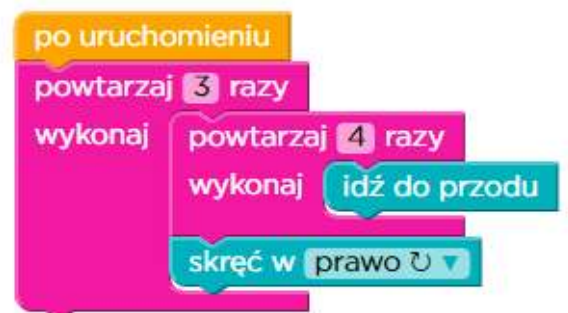 po uruchomieniu
powtarzaj 3 razy
wykonaj powtarzaj 4 razy
wykonaj idź do przodu
skręć w prawo ↻ ▼